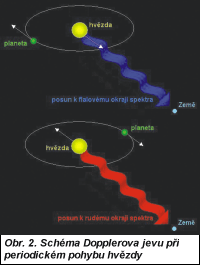 hvězda
planeta
posun k fialovému okraji spektra
Země
planeta
hvězda
posun k rudému okraji spektra
Země
Obr. 2. Schéma Dopplerova jevu při
periodickém pohybu hvězdy